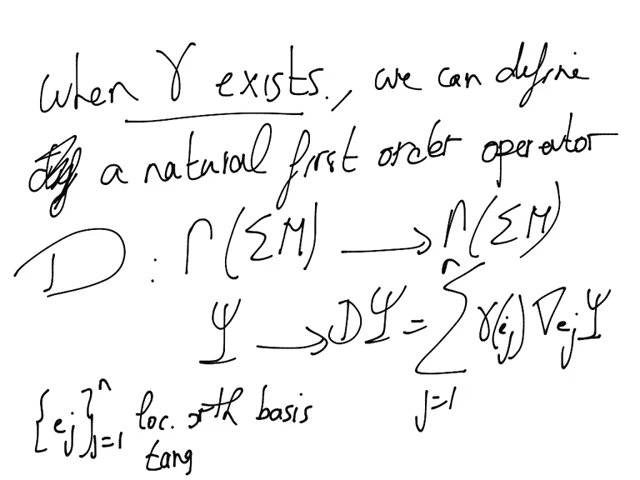 when γ exists., we can define
a natural first order operator
D : Γ(ΣM) ⟶ Γ(ΣM)
Ψ ⟶ DΨ = ∑_{j=1}^{n} γ(e_j) ∇_{e_j} Ψ
{e_j}_{j=1}^{n} loc. orth basis
tang